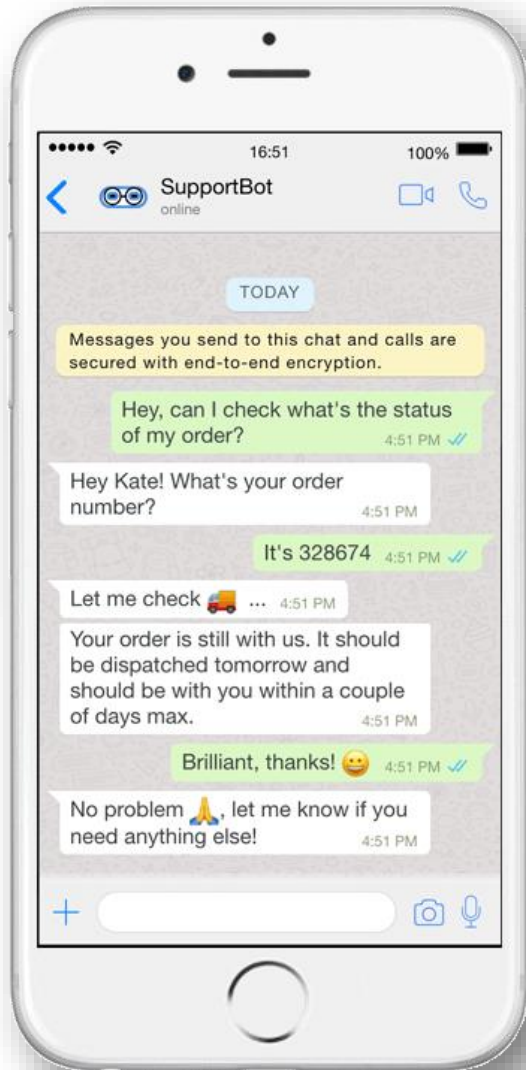 16:51
100%
SupportBot
online
TODAY
Messages you send to this chat and calls are
secured with end-to-end encryption.
Hey, can I check what's the status
of my order?
4:51 PM
Hey Kate! What's your order
number?
4:51 PM
It's 328674 4:51 PM
Let me check 🚚 ... 4:51 PM
Your order is still with us. It should
be dispatched tomorrow and
should be with you within a couple
of days max.
4:51 PM
Brilliant, thanks! 😀 4:51 PM
No problem 🙏, let me know if you
need anything else!
4:51 PM